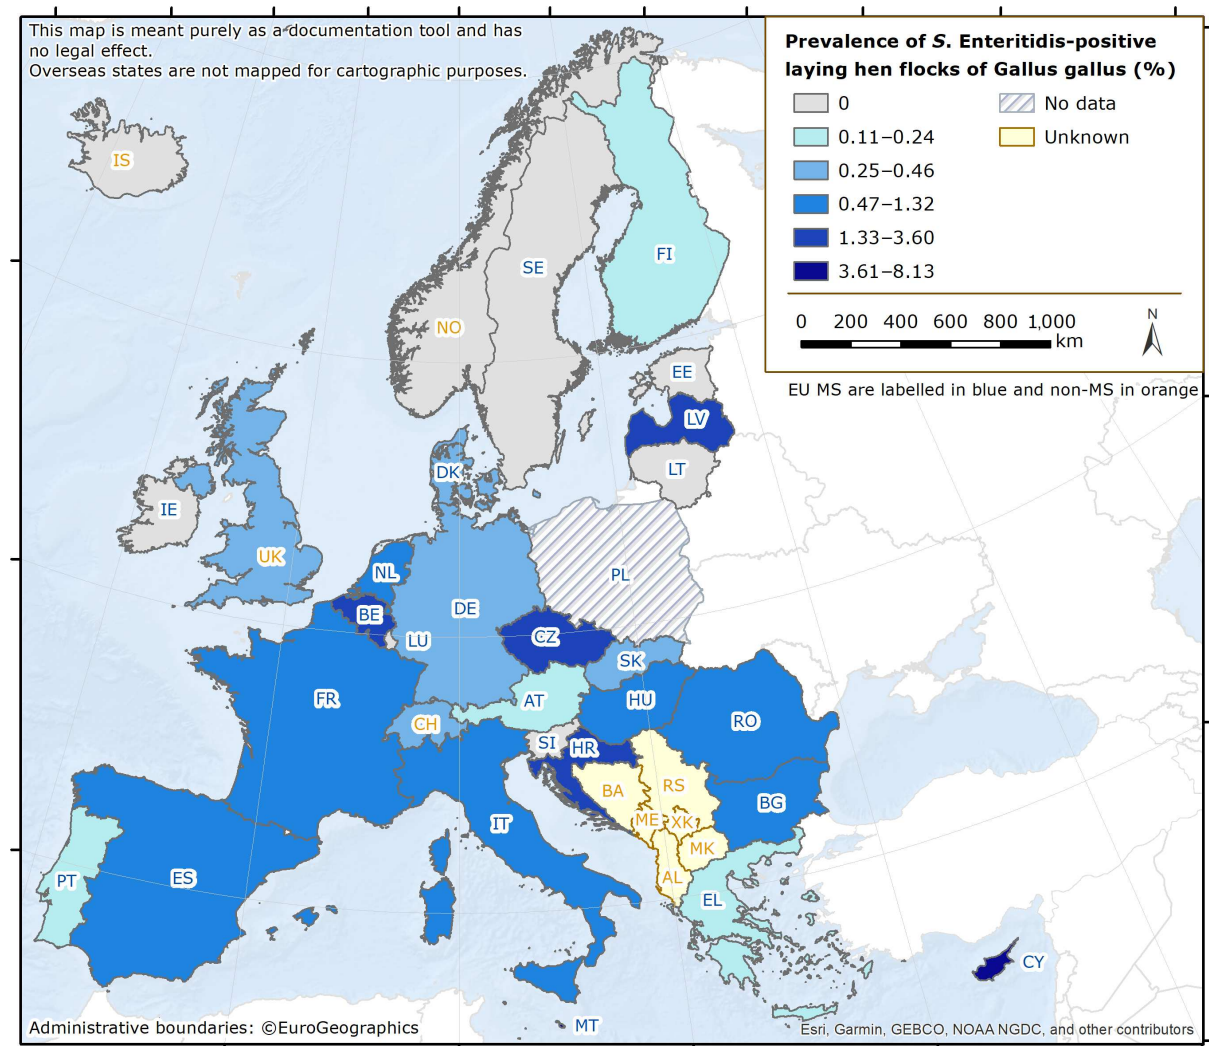 This map is meant purely as a documentation tool and has
no legal effect.
Overseas states are not mapped for cartographic purposes.
Prevalence of S. Enteritidis-positive
laying hen flocks of Gallus gallus (%)
0
No data
0.11–0.24
Unknown
0.25–0.46
0.47–1.32
1.33–3.60
3.61–8.13
0 200 400 600 800 1,000
km
N
EU MS are labelled in blue and non-MS in orange
IS
FI
SE
NO
EE
LV
LT
DK
IE
UK
NL
PL
DE
BE
CZ
LU
SK
FR
AT
HU
CH
RO
SI
HR
RS
BA
BG
ME
XK
IT
MK
ES
AL
PT
EL
CY
MT
Administrative boundaries: ©EuroGeographics
Esri, Garmin, GEBCO, NOAA NGDC, and other contributors